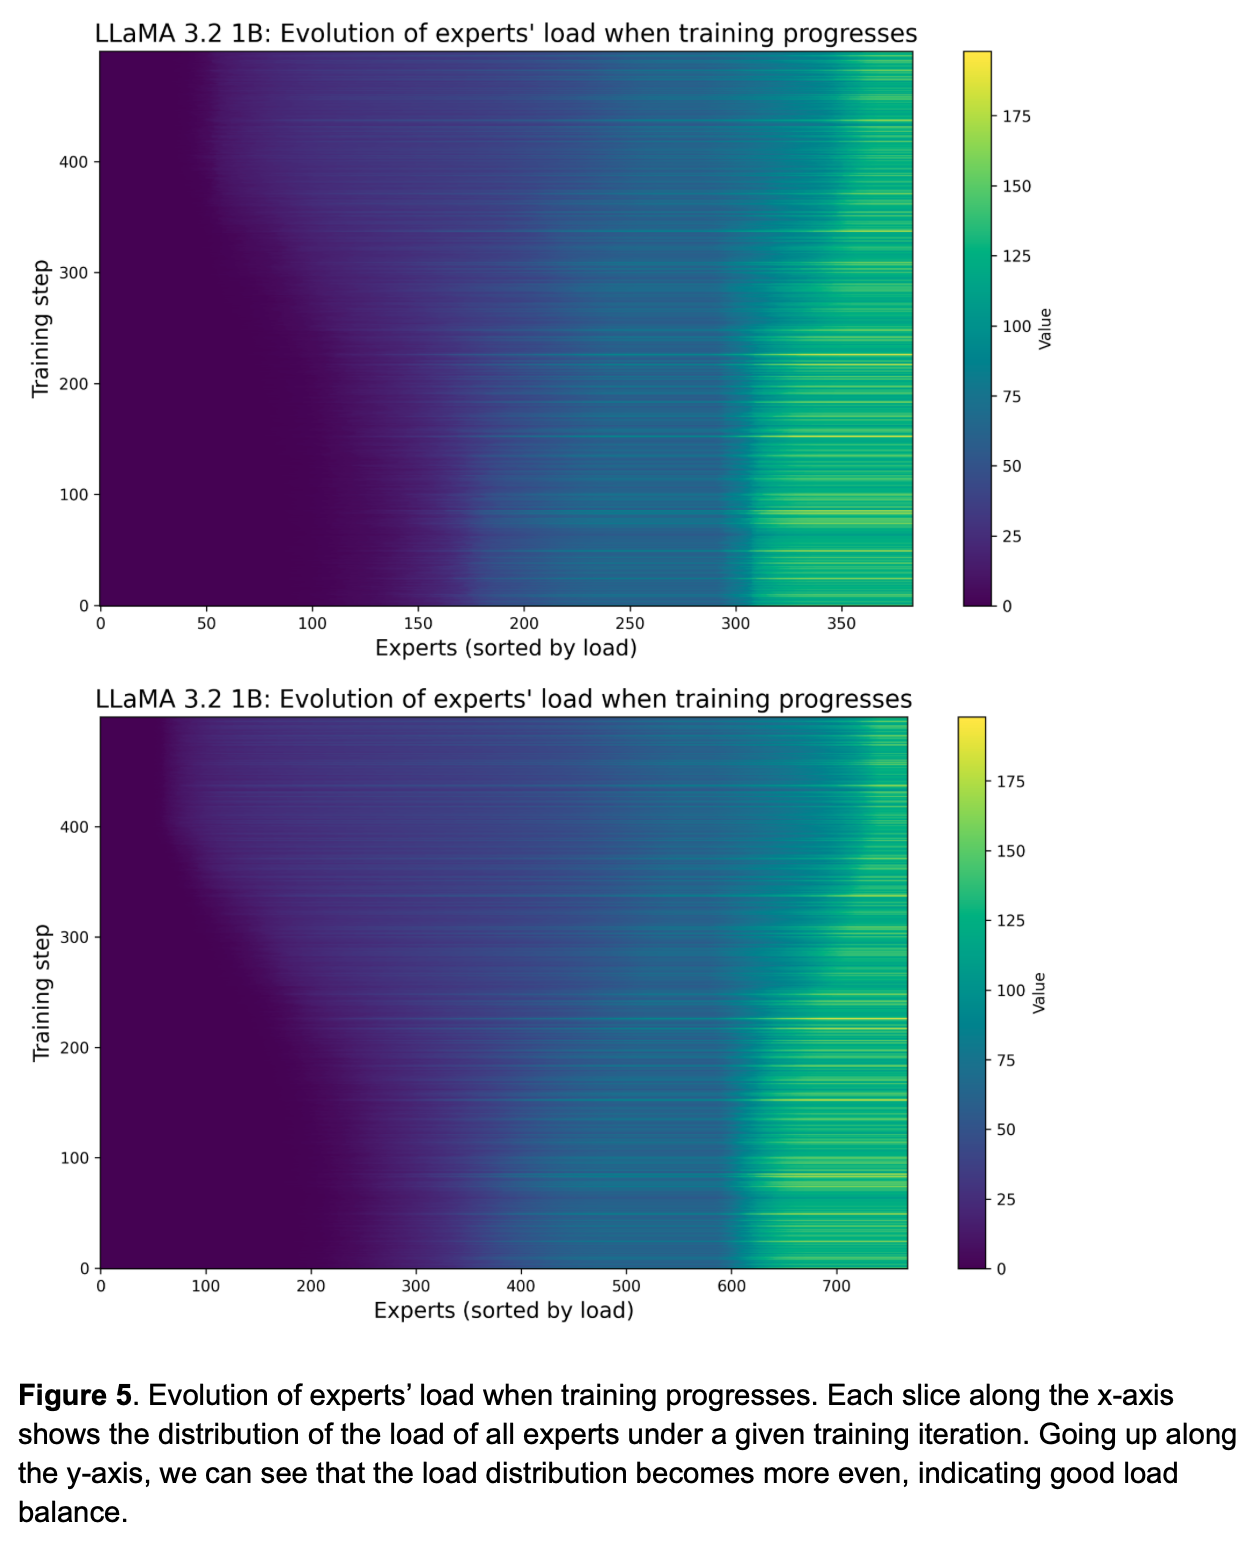 LLaMA 3.2 1B: Evolution of experts' load when training progresses
400
300
200
100
0
Training step
0 50 100 150 200 250 300 350
Experts (sorted by load)
175
150
125
100
75
50
25
0
Value
LLaMA 3.2 1B: Evolution of experts' load when training progresses
400
300
200
100
0
Training step
0 100 200 300 400 500 600 700
Experts (sorted by load)
175
150
125
100
75
50
25
0
Value
Figure 5. Evolution of experts’ load when training progresses. Each slice along the x-axis
shows the distribution of the load of all experts under a given training iteration. Going up along
the y-axis, we can see that the load distribution becomes more even, indicating good load
balance.